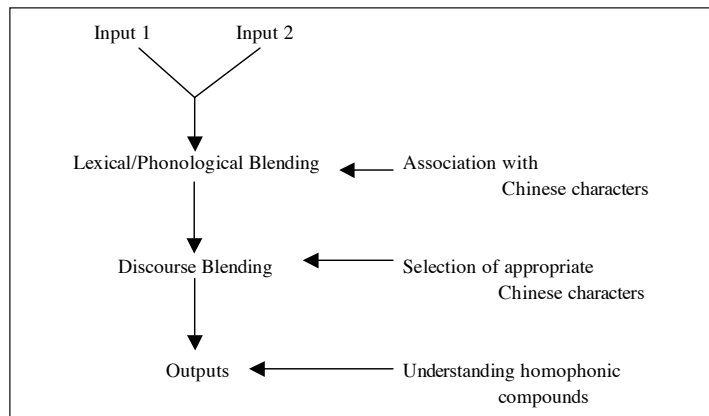 Input 1 Input 2
Lexical/Phonological Blending Association with
Chinese characters
Discourse Blending Selection of appropriate
Chinese characters
Outputs Understanding homophonic
compounds